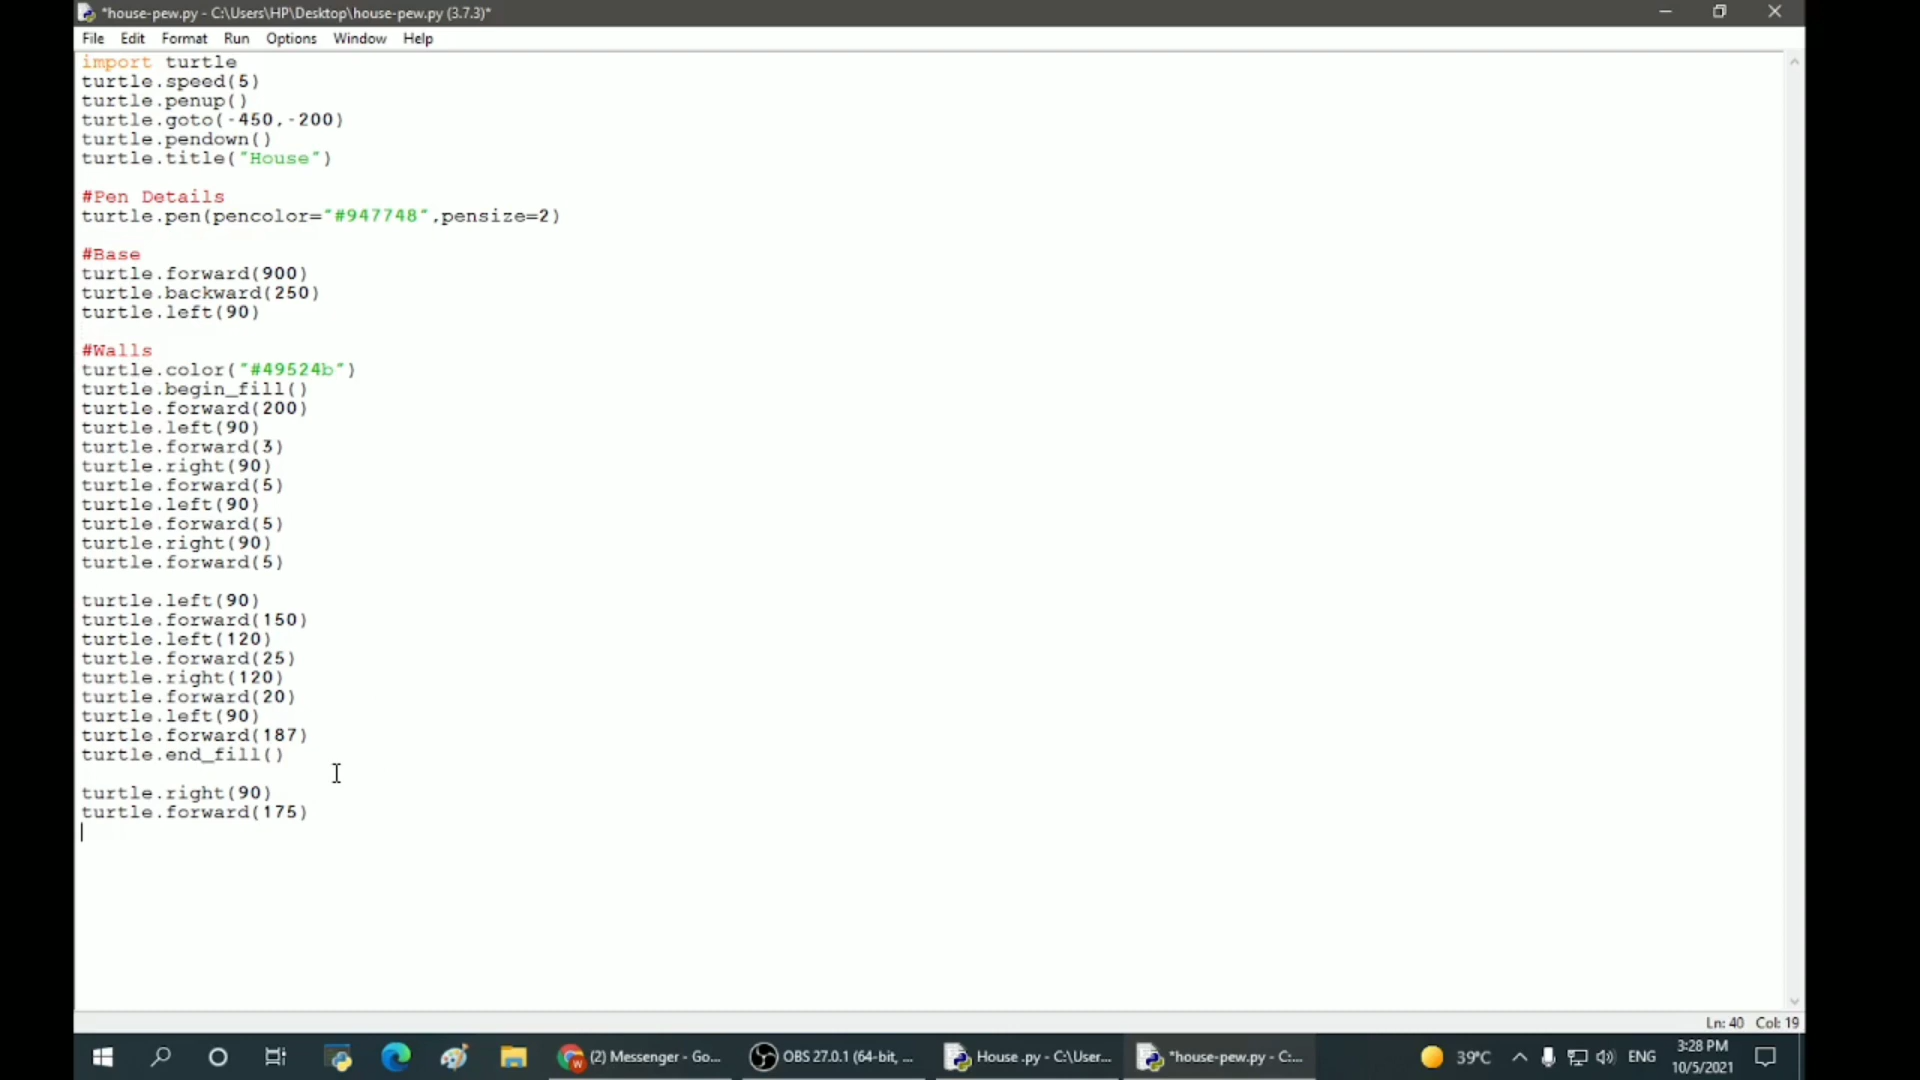 *house-pew.py - C:\Users\HP\Desktop\house-pew.py (3.7.3)*
File Edit Format Run Options Window Help
import turtle
turtle.speed(5)
turtle.penup()
turtle.goto(-450,-200)
turtle.pendown()
turtle.title("House")
#Pen Details
turtle.pen(pencolor="#947748",pensize=2)
#Base
turtle.forward(900)
turtle.backward(250)
turtle.left(90)
#Walls
turtle.color("#49524b")
turtle.begin_fill()
turtle.forward(200)
turtle.left(90)
turtle.forward(3)
turtle.right(90)
turtle.forward(5)
turtle.left(90)
turtle.forward(5)
turtle.right(90)
turtle.forward(5)
turtle.left(90)
turtle.forward(150)
turtle.left(120)
turtle.forward(25)
turtle.right(120)
turtle.forward(20)
turtle.left(90)
turtle.forward(187)
turtle.end_fill()
turtle.right(90)
turtle.forward(175)
Ln: 40 Col: 19
(2) Messenger - Go... OBS 27.0.1 (64-bit, ... House .py - C:\User... *house-pew.py - C:... 39°C ENG 3:28 PM
10/5/2021